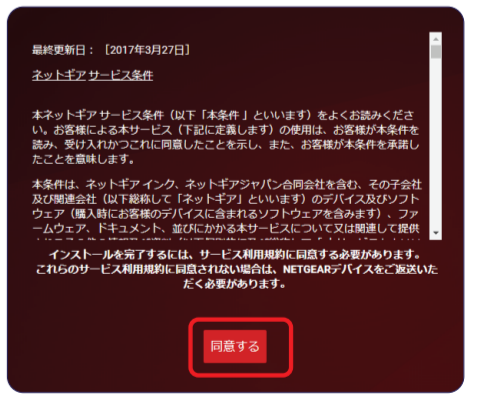 最終更新日： ［2017年3月27日］
ネットギア サービス条件
本ネットギア サービス条件（以下「本条件 」といいます）をよくお読みくださ
い。お客様による本サービス（下記に定義します）の使用は、お客様が本条件を
読み、受け入れかつこれに同意したことを示し、また、お客様が本条件を承諾し
たことを意味します。
本条件は、ネットギア インク、ネットギアジャパン合同会社を含む、その子会社
及び関連会社（以下総称して「ネットギア」といいます）のデバイス及びソフト
ウェア（購入時にお客様のデバイスに含まれるソフトウェアを含みます）、ファ
ームウェア、ドキュメント、並びにかかる本サービスについて又は関連して提供
インストールを完了するには、サービス利用規約に同意する必要があります。
これらのサービス利用規約に同意されない場合は、NETGEARデバイスをご返送いた
だく必要があります。
同意する